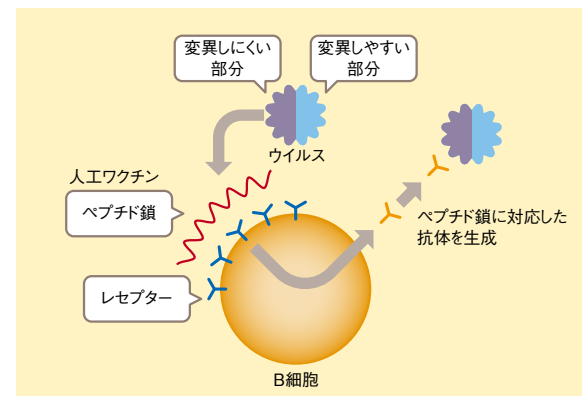 変異しにくい
部分
変異しやすい
部分
ウイルス
人工ワクチン
ペプチド鎖
レセプター
ペプチド鎖に対応した
抗体を生成
B細胞